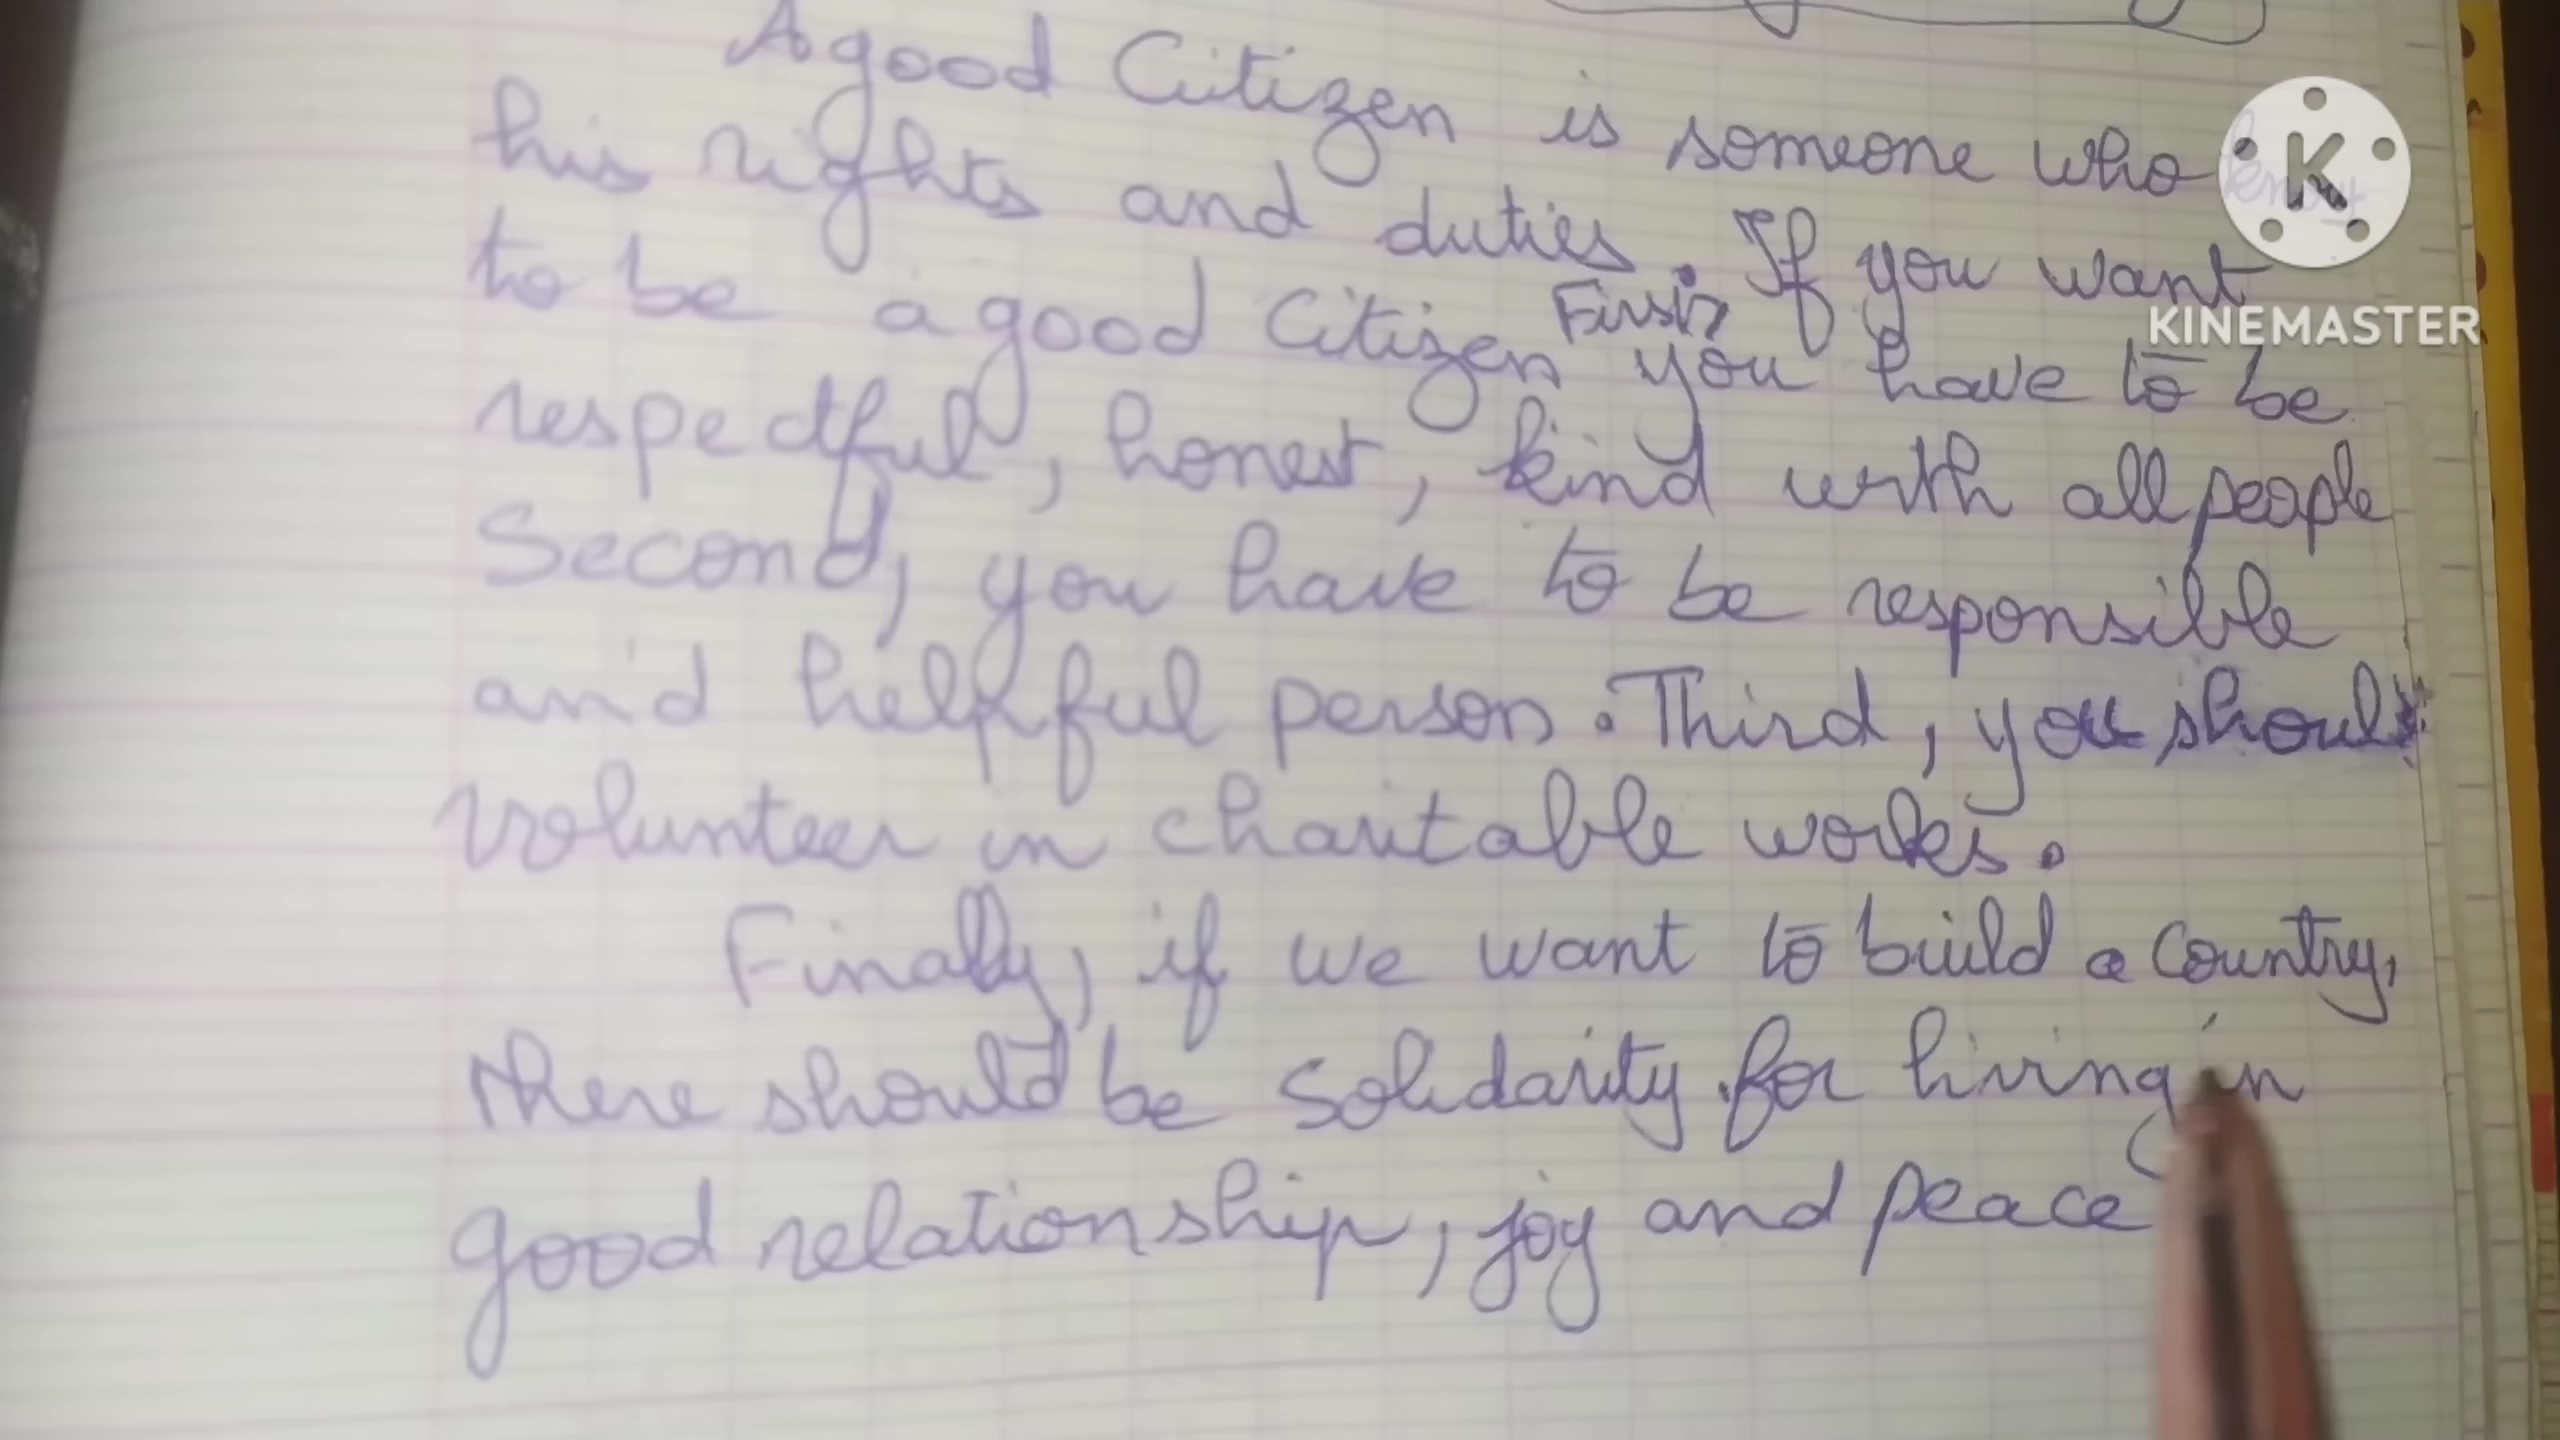 A good Citizen is someone who knows
his rights and duties. If you want
to be a good Citizen First, you have to be
respectful, honest, kind with all people
Second, you have to be responsible
and helpful person. Third, you should
volunteer in charitable works.
Finally, if we want to build a Country,
there should be Solidarity. for living in
good relationship, joy and peace
K
KINEMASTER